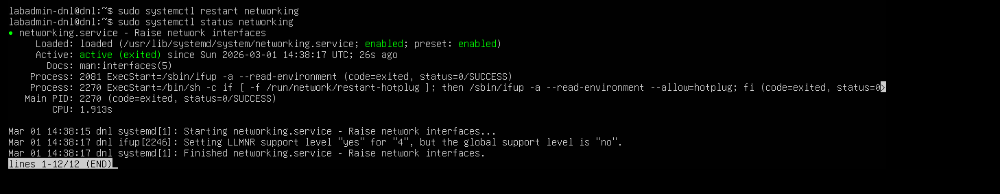 labadmin-dnl@dnl:~$ sudo systemctl restart networking
labadmin-dnl@dnl:~$ sudo systemctl status networking
● networking.service - Raise network interfaces
     Loaded: loaded (/usr/lib/systemd/system/networking.service; enabled; preset: enabled)
     Active: active (exited) since Sun 2026-03-01 14:38:17 UTC; 26s ago
       Docs: man:interfaces(5)
    Process: 2081 ExecStart=/sbin/ifup -a --read-environment (code=exited, status=0/SUCCESS)
    Process: 2270 ExecStart=/bin/sh -c if [ -f /run/network/restart-hotplug ]; then /sbin/ifup -a --read-environment --allow=hotplug; fi (code=exited, status=0>
   Main PID: 2270 (code=exited, status=0/SUCCESS)
        CPU: 1.913s
Mar 01 14:38:15 dnl systemd[1]: Starting networking.service - Raise network interfaces...
Mar 01 14:38:17 dnl ifup[2246]: Setting LLMNR support level "yes" for "4", but the global support level is "no".
Mar 01 14:38:17 dnl systemd[1]: Finished networking.service - Raise network interfaces.
lines 1-12/12 (END)